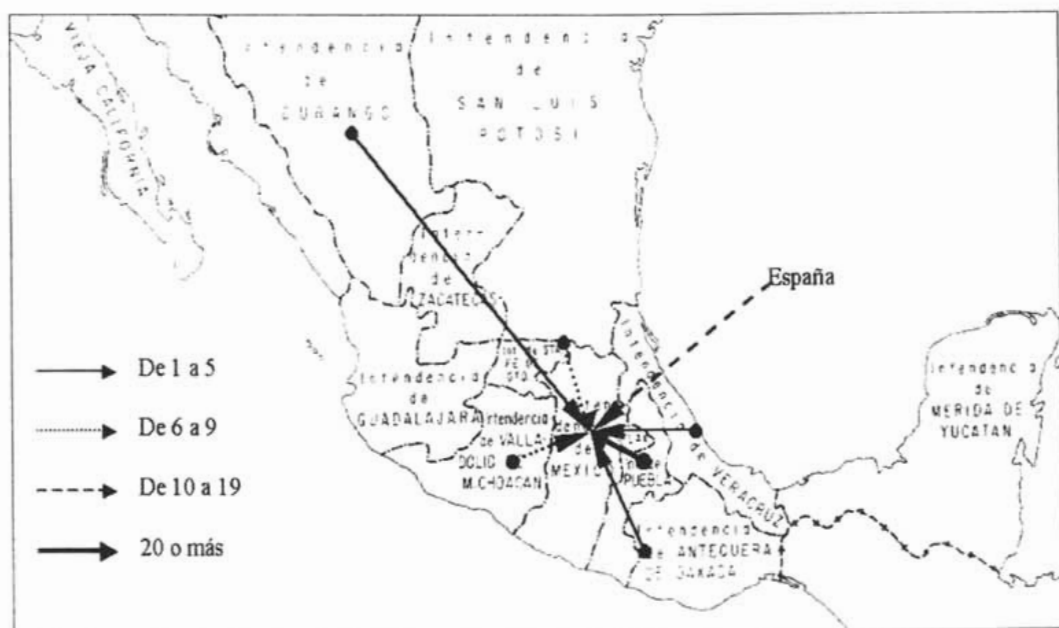 VIEJA CALIFORNIA
Intendencia
de
DURANGO
Intendencia
de
SAN LUIS
POTOSI
Inten-
dencia
de
ZACATECAS
España
Intendencia
de
GUADALAJARA
Intendencia
de VALLA-
DOLID
MICHOACAN
MEXICO
PUEBLA
Intendencia
de VERACRUZ
Intendencia
de ANTEQUERA
DE OAXACA
Intendencia
de
MERIDA DE
YUCATAN
De 1 a 5
De 6 a 9
De 10 a 19
20 o más